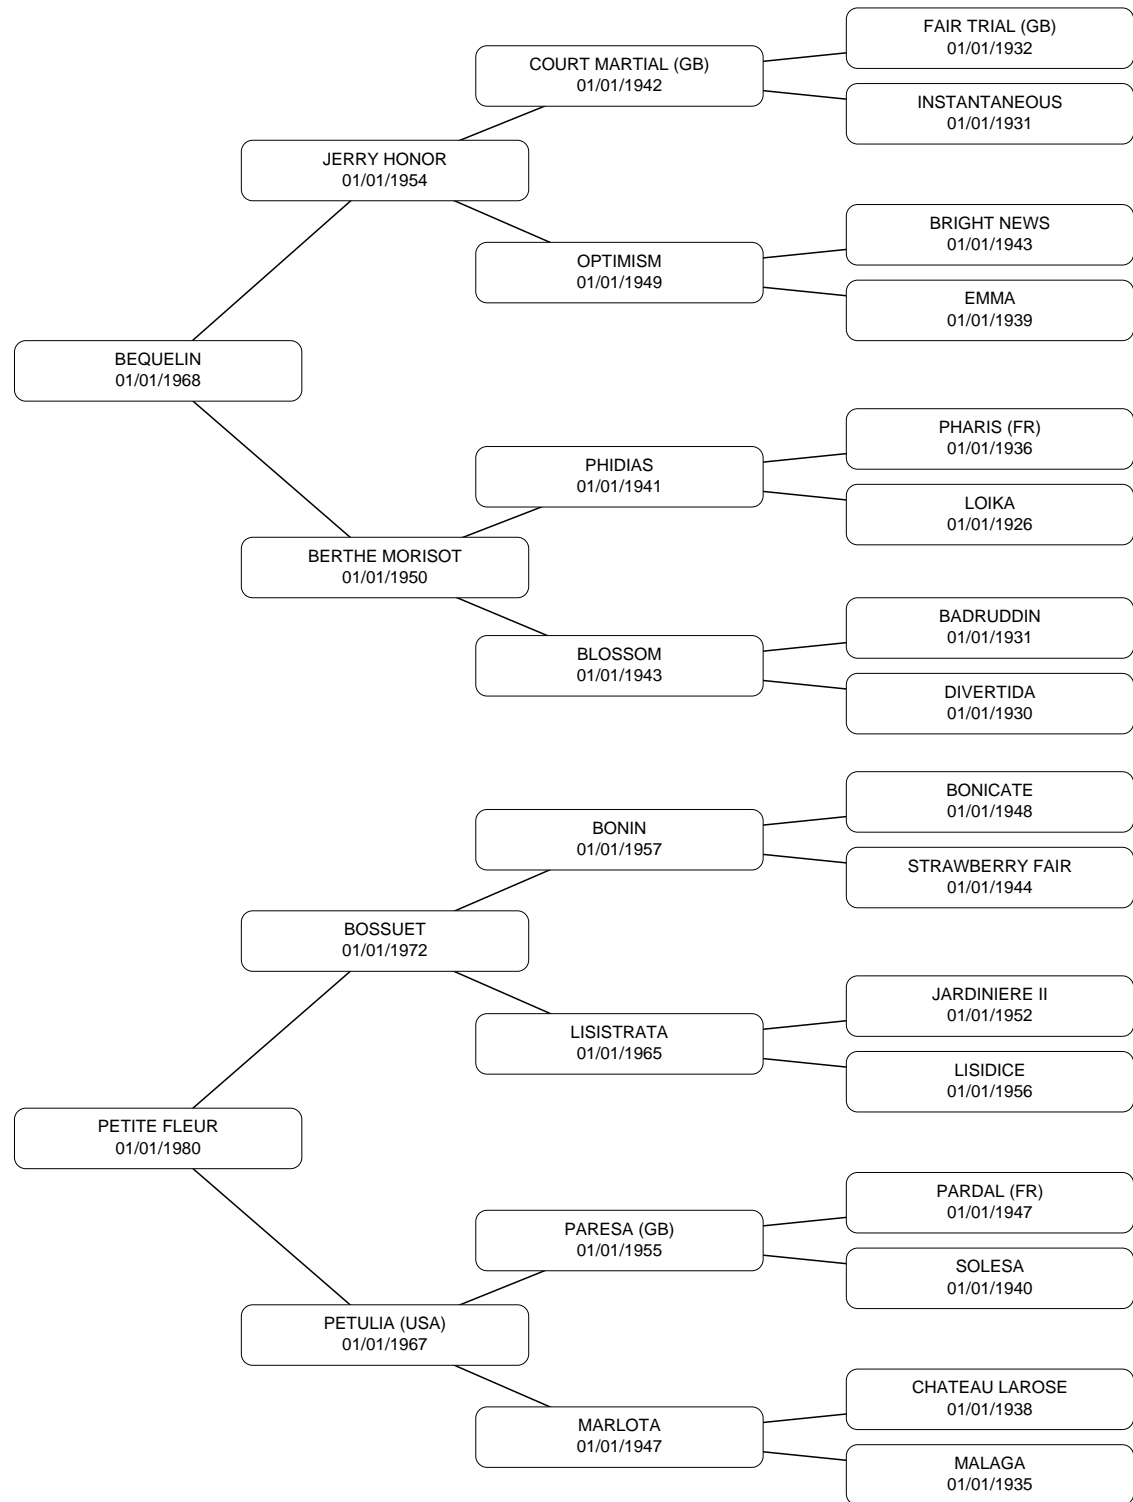 FAIR TRIAL (GB)
01/01/1932
COURT MARTIAL (GB)
01/01/1942
INSTANTANEOUS
01/01/1931
JERRY HONOR
01/01/1954
BRIGHT NEWS
01/01/1943
OPTIMISM
01/01/1949
EMMA
01/01/1939
BEQUELIN
01/01/1968
PHARIS (FR)
01/01/1936
PHIDIAS
01/01/1941
LOIKA
01/01/1926
BERTHE MORISOT
01/01/1950
BADRUDDIN
01/01/1931
BLOSSOM
01/01/1943
DIVERTIDA
01/01/1930
BONICATE
01/01/1948
BONIN
01/01/1957
STRAWBERRY FAIR
01/01/1944
BOSSUET
01/01/1972
JARDINIERE II
01/01/1952
LISISTRATA
01/01/1965
LISIDICE
01/01/1956
PETITE FLEUR
01/01/1980
PARDAL (FR)
01/01/1947
PARESA (GB)
01/01/1955
SOLESA
01/01/1940
PETULIA (USA)
01/01/1967
CHATEAU LAROSE
01/01/1938
MARLOTA
01/01/1947
MALAGA
01/01/1935